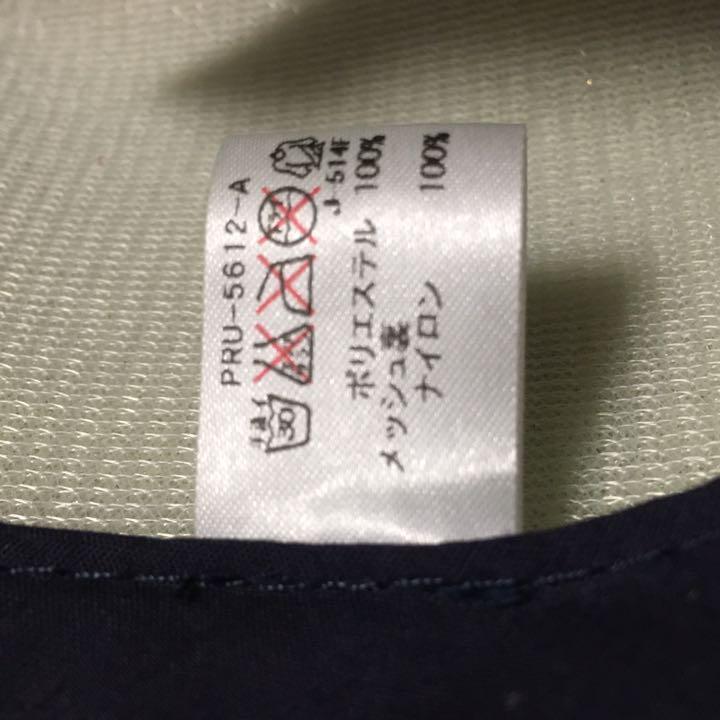 PRU-5612-A
30
J-514F
ポリエステル 100%
メッシュ裏
ナイロン 100%